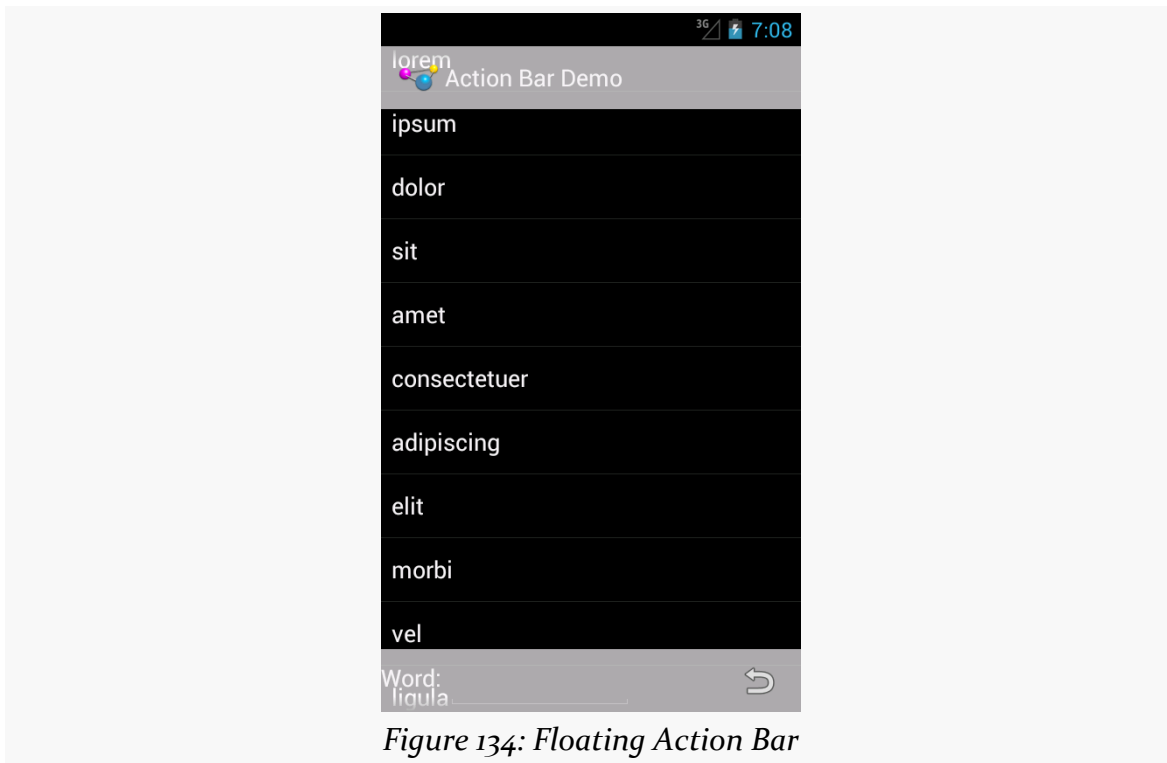 3G 7:08
lorem
Action Bar Demo
ipsum
dolor
sit
amet
consectetuer
adipiscing
elit
morbi
vel
Word:
ligula
Figure 134: Floating Action Bar